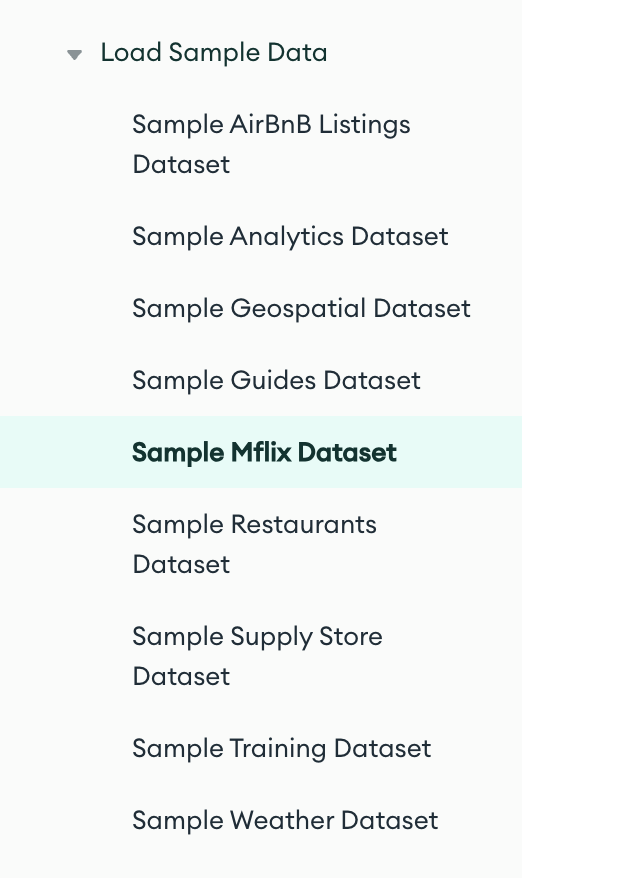 Load Sample Data
Sample AirBnB Listings
Dataset
Sample Analytics Dataset
Sample Geospatial Dataset
Sample Guides Dataset
Sample Mflix Dataset
Sample Restaurants
Dataset
Sample Supply Store
Dataset
Sample Training Dataset
Sample Weather Dataset